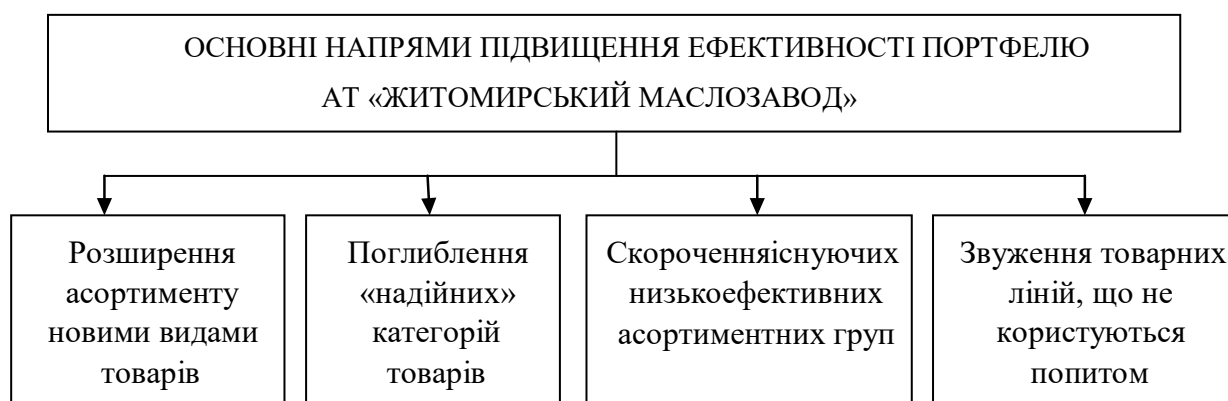 ОСНОВНІ НАПРЯМИ ПІДВИЩЕННЯ ЕФЕКТИВНОСТІ ПОРТФЕЛЮ
АТ «ЖИТОМИРСЬКИЙ МАСЛОЗАВОД»
Розширення
асортименту
новими видами
товарів
Поглиблення
«надійних»
категорій
товарів
Скороченняіснуючих
низькоефективних
асортиментних груп
Звуження товарних
ліній, що не
користуються
попитом